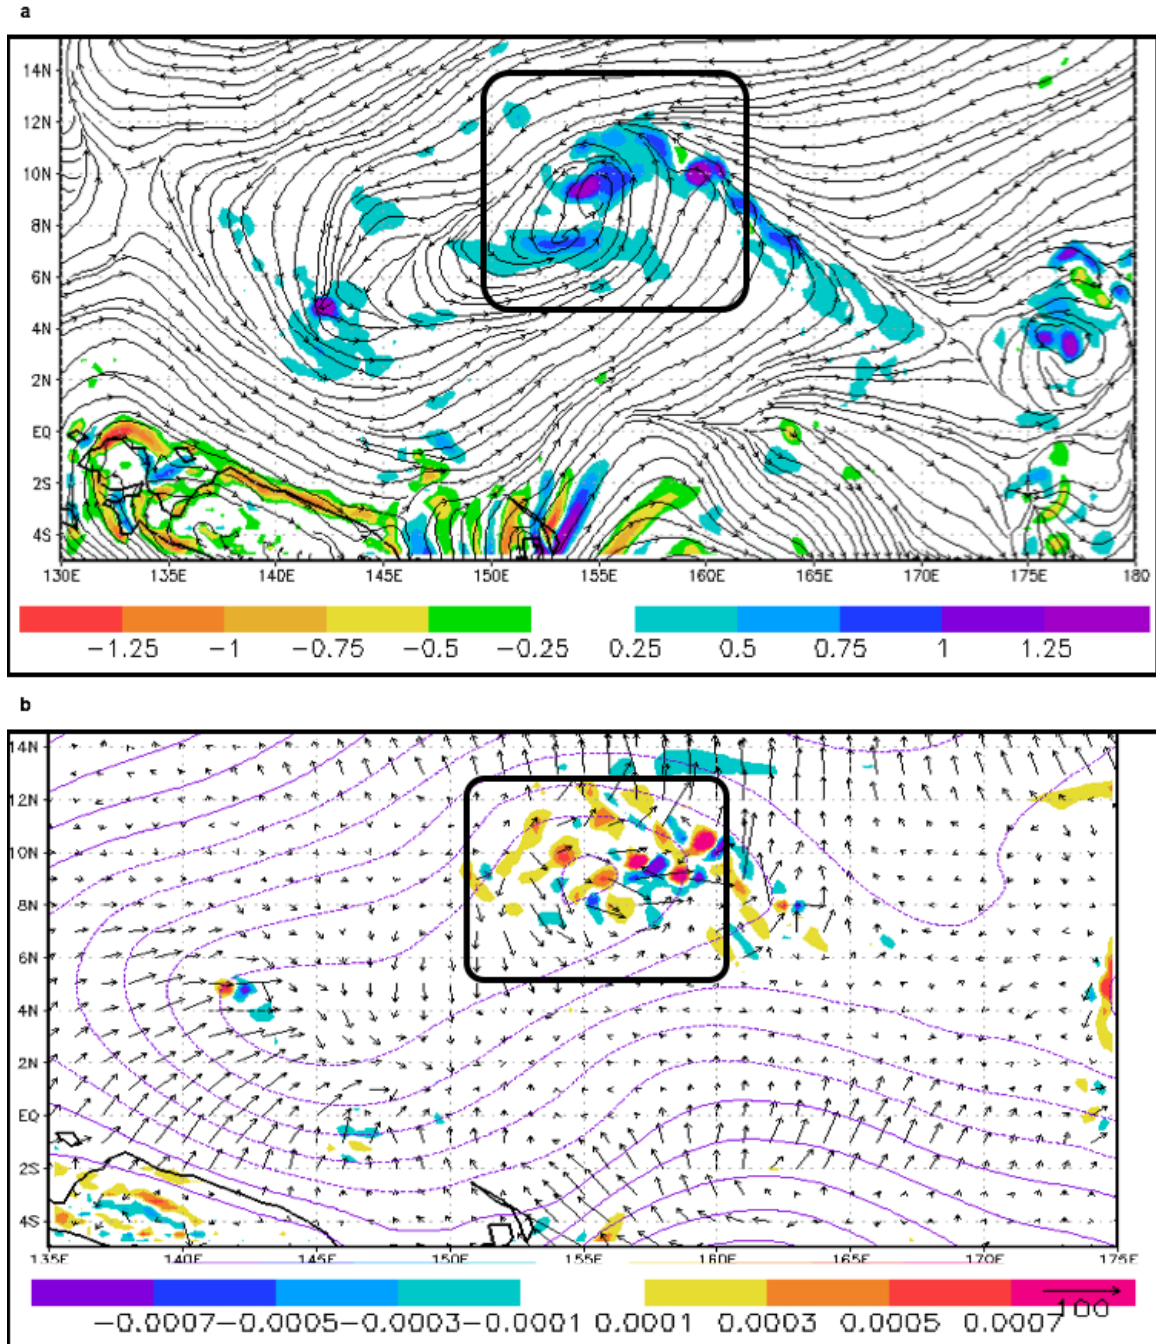 a
14N
12N
10N
8N
6N
4N
2N
EQ
2S
4S
130E 135E 140E 145E 150E 155E 160E 165E 170E 175E 180
-1.25 -1 -0.75 -0.5 -0.25 0.25 0.5 0.75 1 1.25
b
14N
12N
10N
8N
6N
4N
2N
EQ
2S
4S
135E 140E 145E 150E 155E 160E 165E 170E 175E
-0.0007 -0.0005 -0.0003 -0.0001 0.0001 0.0003 0.0005 0.0007 100